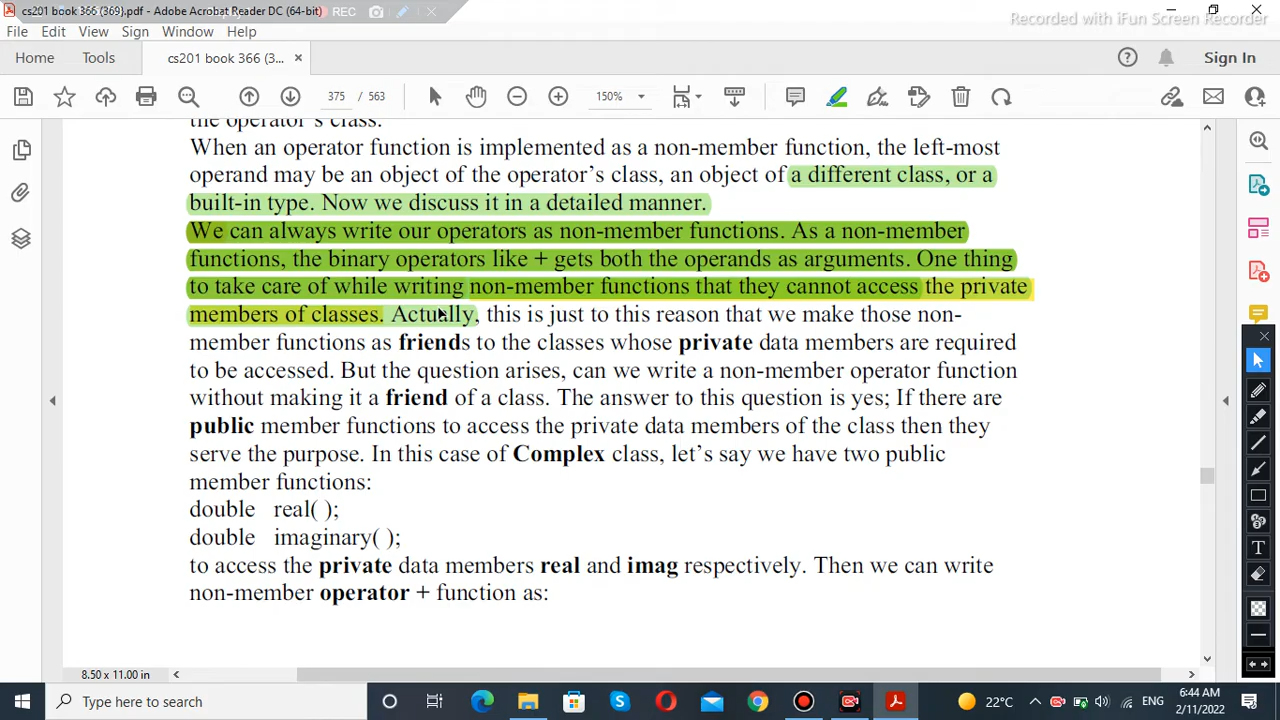 cs201 book 366 (369).pdf - Adobe Acrobat Reader DC (64-bit)
REC
Recorded with iFun Screen Recorder
File Edit View Sign Window Help
Home Tools cs201 book 366 (3... × Sign In
375 / 563 150%
the operator's class.
When an operator function is implemented as a non-member function, the left-most
operand may be an object of the operator's class, an object of a different class, or a
built-in type. Now we discuss it in a detailed manner.
We can always write our operators as non-member functions. As a non-member
functions, the binary operators like + gets both the operands as arguments. One thing
to take care of while writing non-member functions that they cannot access the private
members of classes. Actually, this is just to this reason that we make those non-
member functions as friends to the classes whose private data members are required
to be accessed. But the question arises, can we write a non-member operator function
without making it a friend of a class. The answer to this question is yes; If there are
public member functions to access the private data members of the class then they
serve the purpose. In this case of Complex class, let's say we have two public
member functions:
double real( );
double imaginary( );
to access the private data members real and imag respectively. Then we can write
non-member operator + function as:
8.50 x 11.00 in
Type here to search
22°C ENG 6:44 AM
2/11/2022